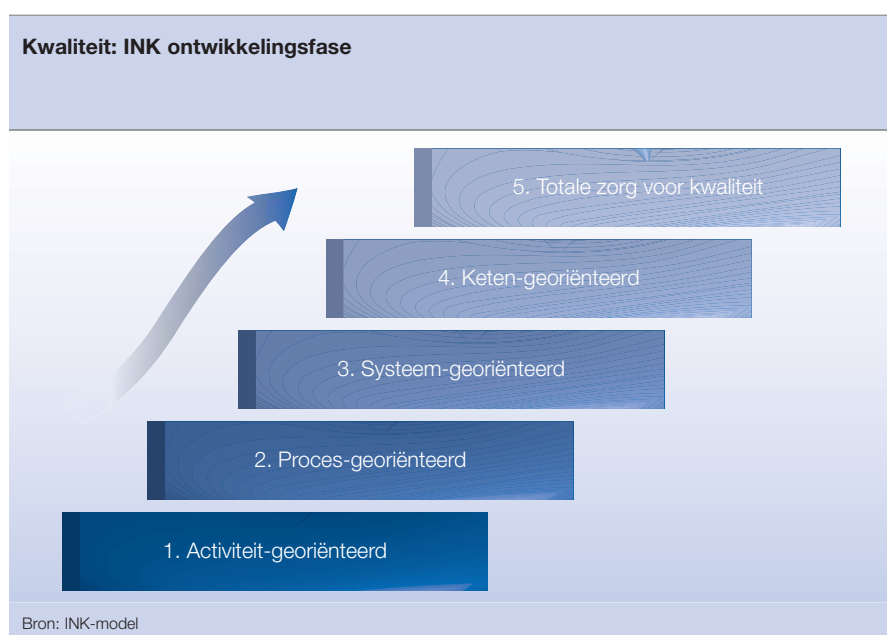 Kwaliteit: INK ontwikkelingsfase
5. Totale zorg voor kwaliteit
4. Keten-georiënteerd
3. Systeem-georiënteerd
2. Proces-georiënteerd
1. Activiteit-georiënteerd
Bron: INK-model